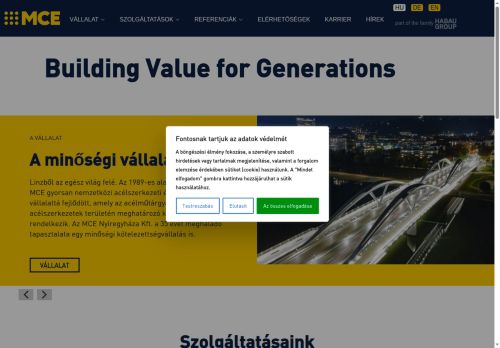 MCE
VÁLLALAT
SZOLGÁLTATÁSOK
REFERENCIÁK
ELÉRHETŐSÉGEK
KARRIER
HÍREK
HU DE EN
part of the family HABAU GROUP
Building Value for Generations
A VÁLLALAT
A minőségi vállala
Linzből az egész világ felé. Az 1989-es ala
MCE gyorsan nemzetközi acélszerkezeti é
vállalattá fejlődött, amely az acélműtárgya
acélszerkezetek területén meghatározó k
rendelkezik. Az MCE Nyíregyháza Kft. a 35 évet meghaladó
tapasztalata egy minőségi kötelezettségvállalás is.
VÁLLALAT
Fontosnak tartjuk az adatok védelmét
A böngészési élmény fokozása, a személyre szabott
hirdetések vagy tartalmak megjelenítése, valamint a forgalom
elemzése érdekében sütiket (cookie) használunk. A "Mindet
elfogadom" gombra kattintva hozzájárulhat a sütik
használatához.
Testreszabás
Elutasít
Az összes elfogadása
Szolgáltatásaink